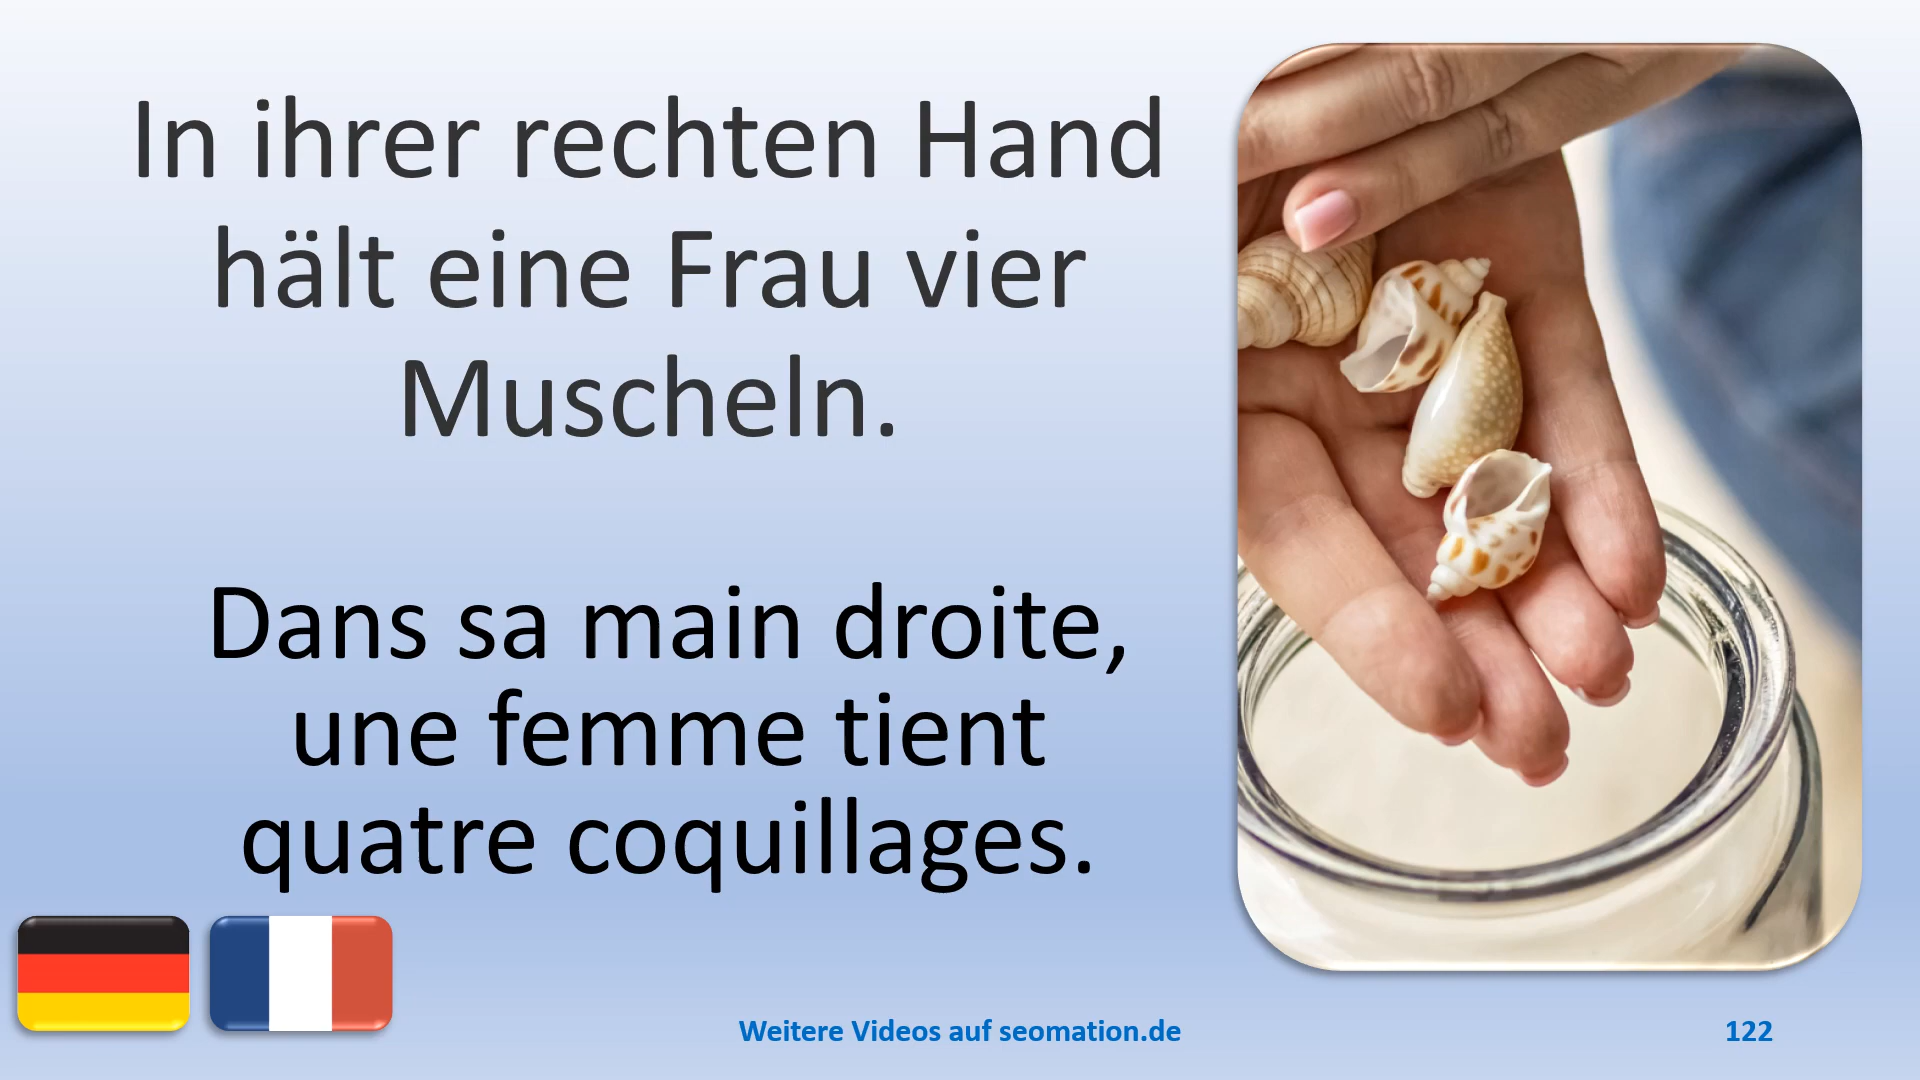 In ihrer rechten Hand
hält eine Frau vier
Muscheln.
Dans sa main droite,
une femme tient
quatre coquillages.
Weitere Videos auf seomation.de
122